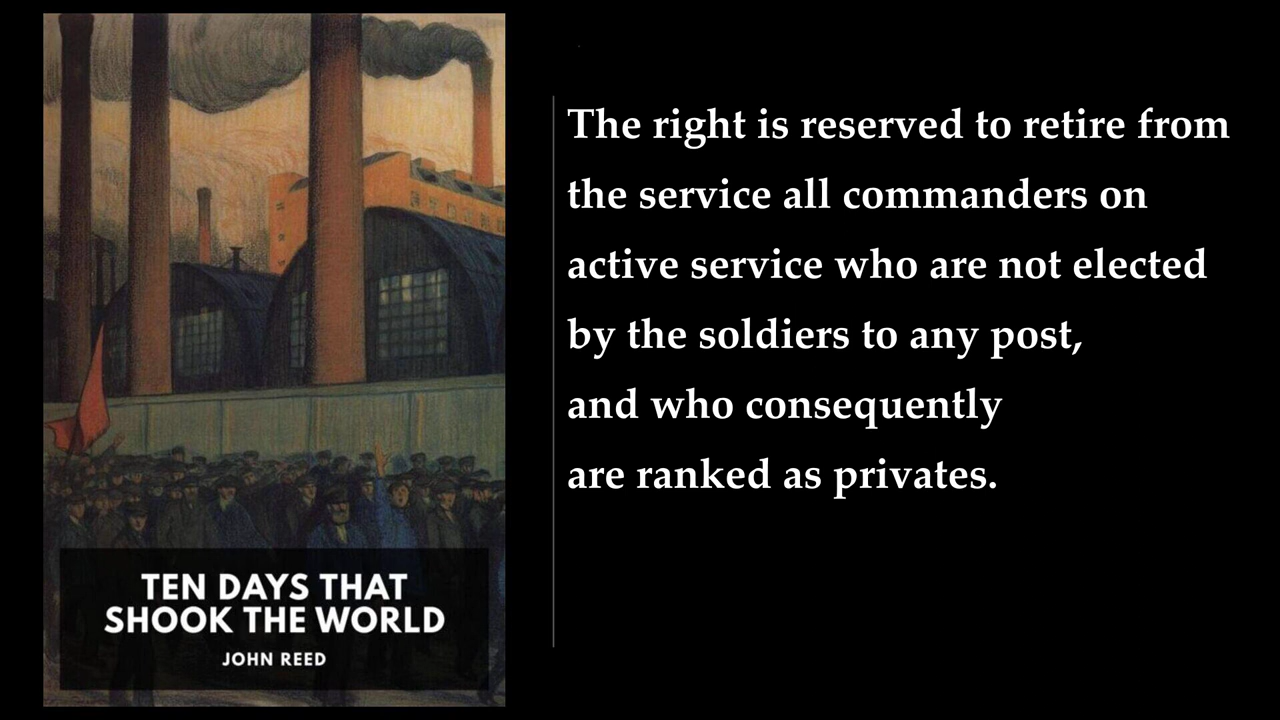 The right is reserved to retire from
the service all commanders on
active service who are not elected
by the soldiers to any post,
and who consequently
are ranked as privates.
TEN DAYS THAT
SHOOK THE WORLD
JOHN REED